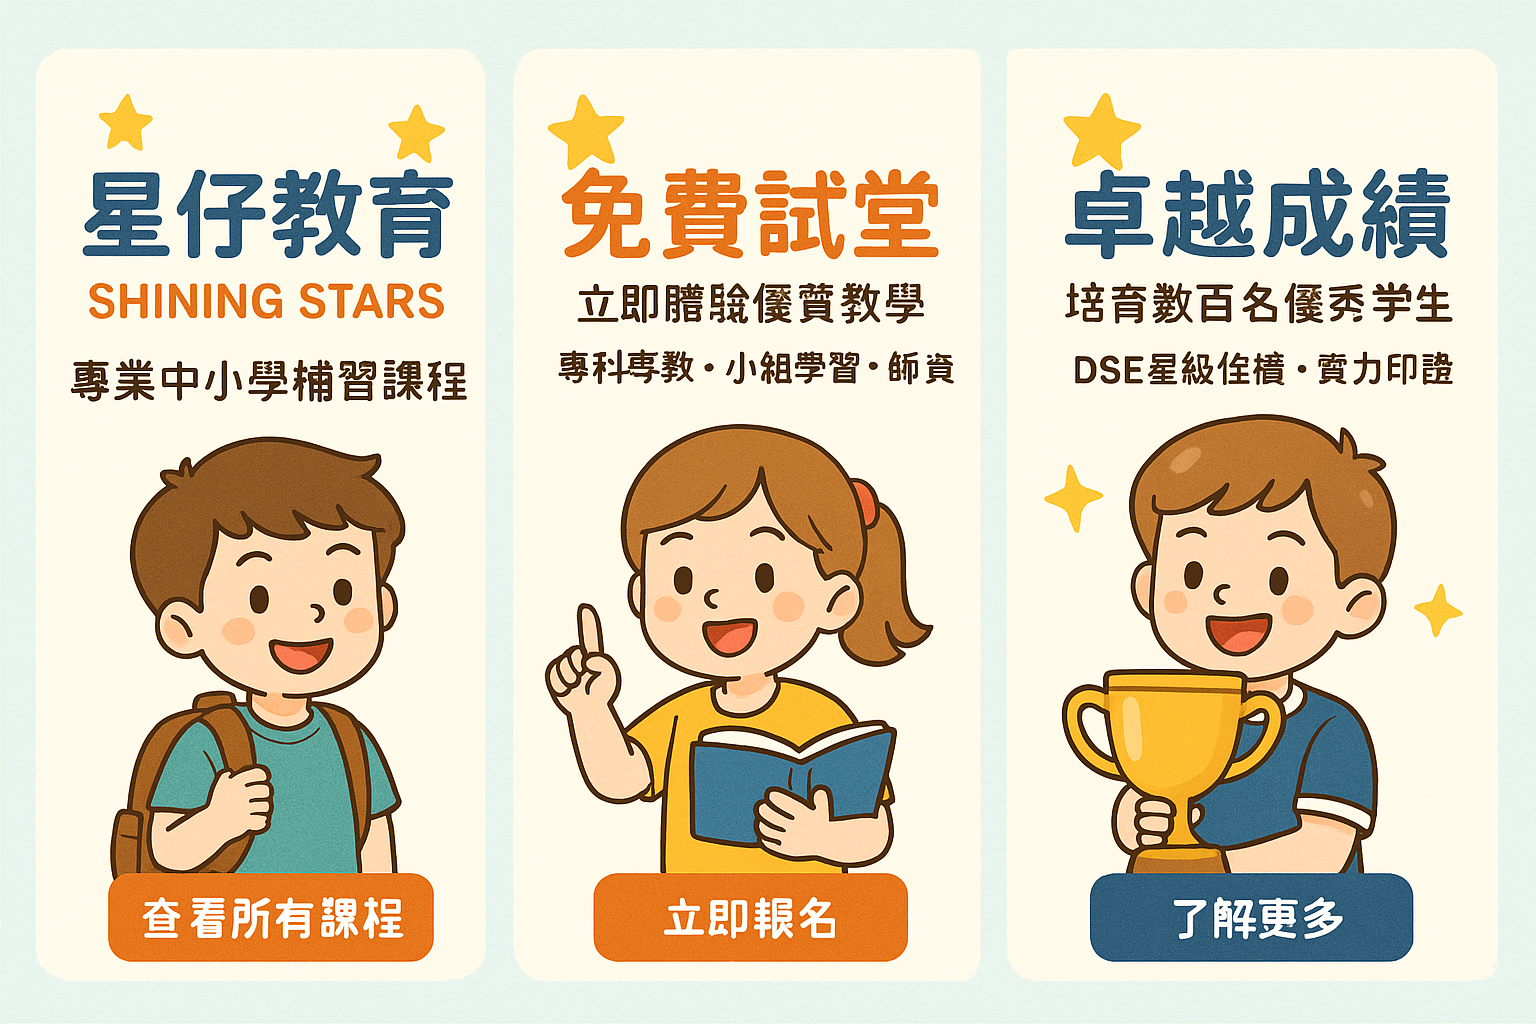 星仔教育
SHINING STARS
專業中小學補習課程
查看所有課程
免費試堂
立即體驗優質教學
專科専教・小組學習・師資
立即報名
卓越成績
培育數百名優秀学生
DSE星級佳績・實力印證
了解更多